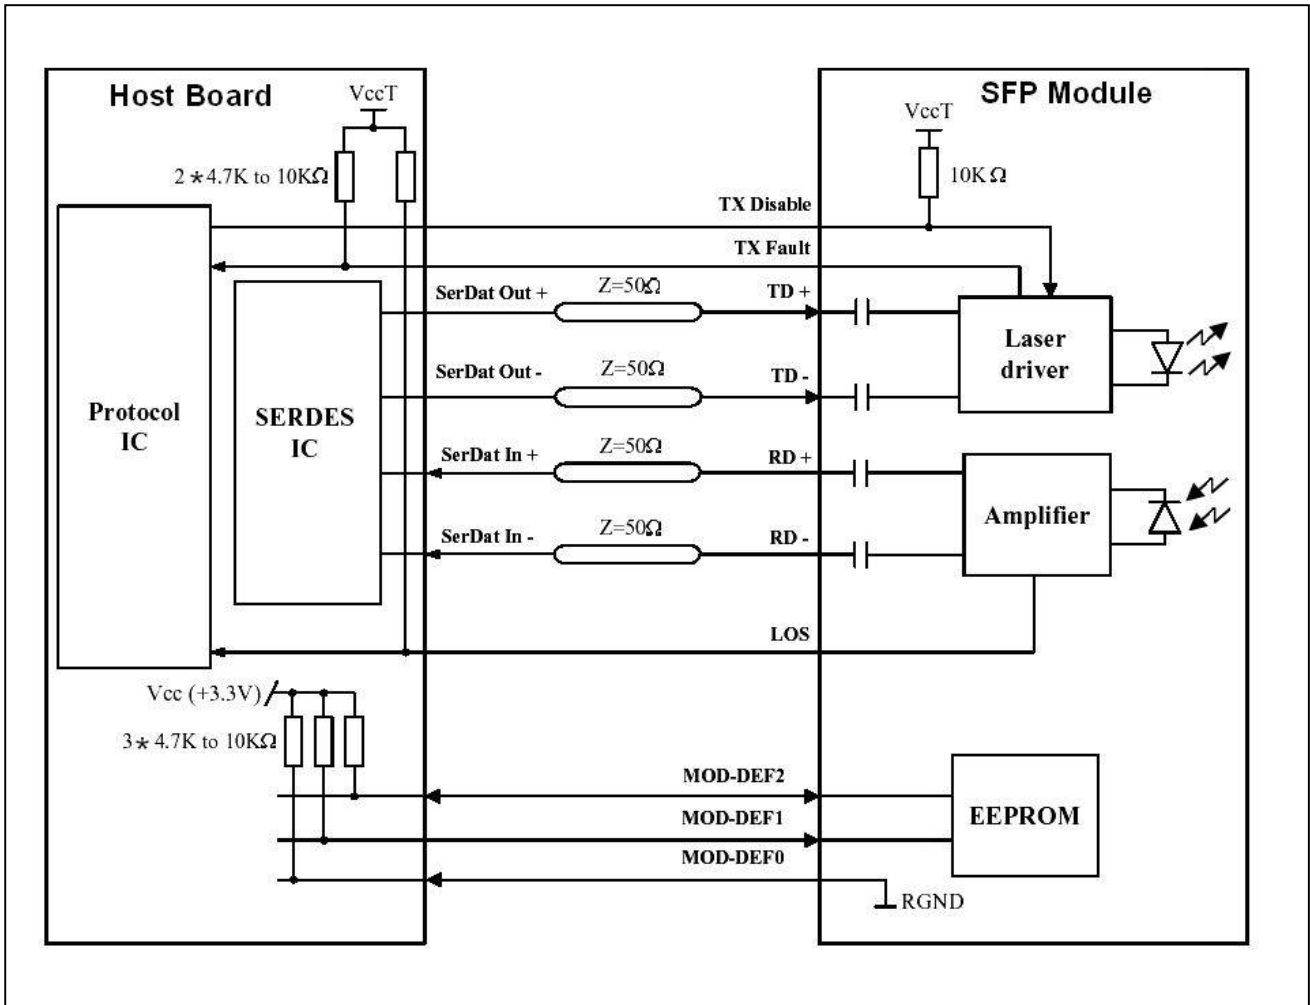 Host Board
SFP Module
VccT
VccT
2*4.7K to 10KΩ
10KΩ
TX Disable
TX Fault
SerDat Out +
Z=50Ω
TD +
Laser
driver
SerDat Out -
Z=50Ω
TD -
Protocol
IC
SERDES
IC
SerDat In +
Z=50Ω
RD +
Amplifier
SerDat In -
Z=50Ω
RD -
LOS
Vcc (+3.3V)
3*4.7K to 10KΩ
MOD-DEF2
MOD-DEF1
EEPROM
MOD-DEF0
RGND